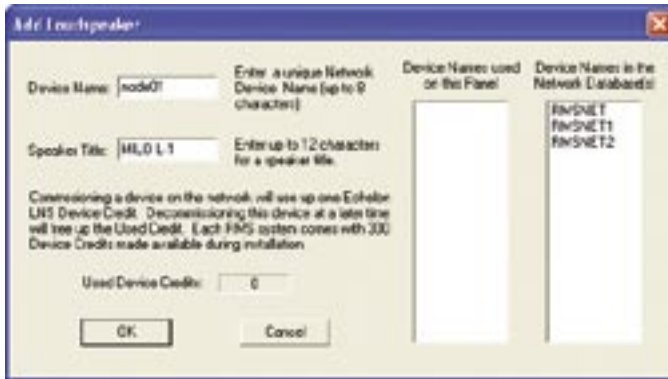 Add Loudspeaker
Device Name:
node01
Enter a unique Network
Device Name (up to 8
characters)
Speaker Title:
MILO L-1
Enter up to 12 characters
for a speaker title.
Commissioning a device on the network will use up one Echelon
LNS Device Credit. Decommissioning this device at a later time
will free up the Used Credit. Each RMS system comes with 300
Device Credits made available during installation.
Used Device Credits:
0
OK
Cancel
Device Names used
on this Panel
Device Names in the
Network Database(s)
RMSNET
RMSNET1
RMSNET2